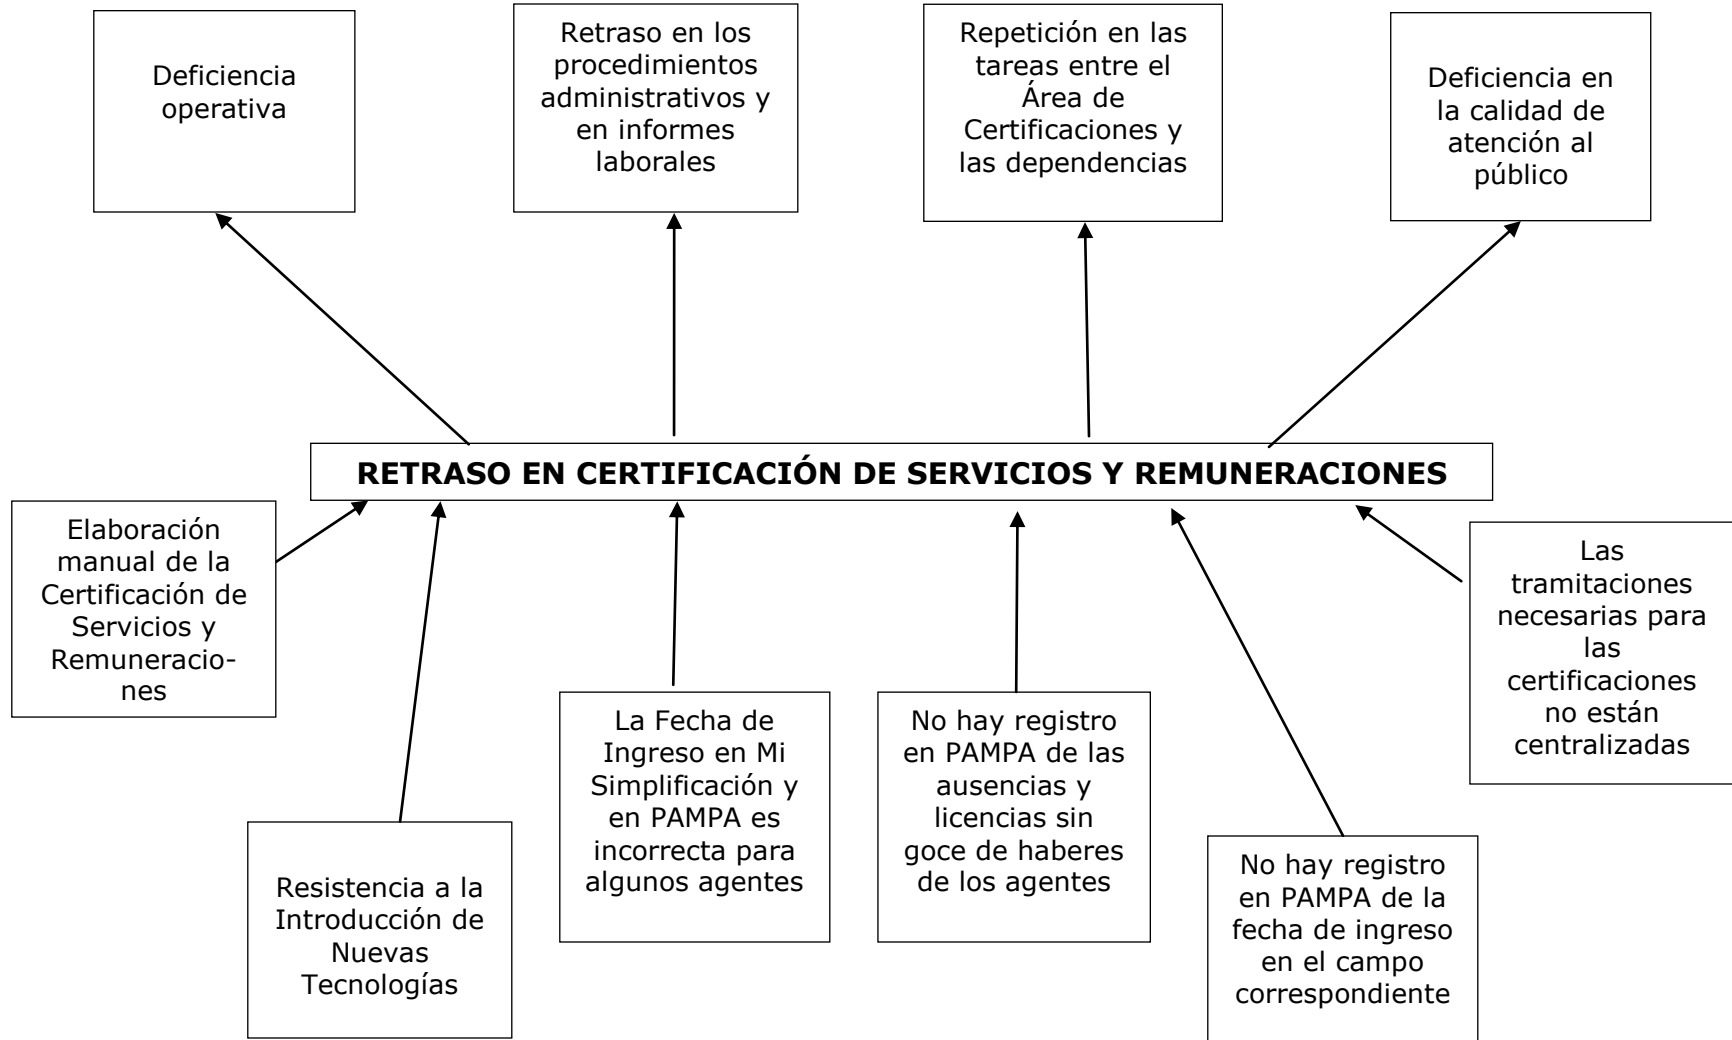 Deficiencia
operativa
Retraso en los
procedimientos
administrativos y
en informes
laborales
Repetición en las
tareas entre el
Área de
Certificaciones y
las dependencias
Deficiencia en
la calidad de
atención al
público
RETRASO EN CERTIFICACIÓN DE SERVICIOS Y REMUNERACIONES
Elaboración
manual de la
Certificación de
Servicios y
Remuneracio-
nes
Resistencia a la
Introducción de
Nuevas
Tecnologías
La Fecha de
Ingreso en Mi
Simplificación y
en PAMPA es
incorrecta para
algunos agentes
No hay registro
en PAMPA de las
ausencias y
licencias sin
goce de haberes
de los agentes
No hay registro
en PAMPA de la
fecha de ingreso
en el campo
correspondiente
Las
tramitaciones
necesarias para
las
certificaciones
no están
centralizadas